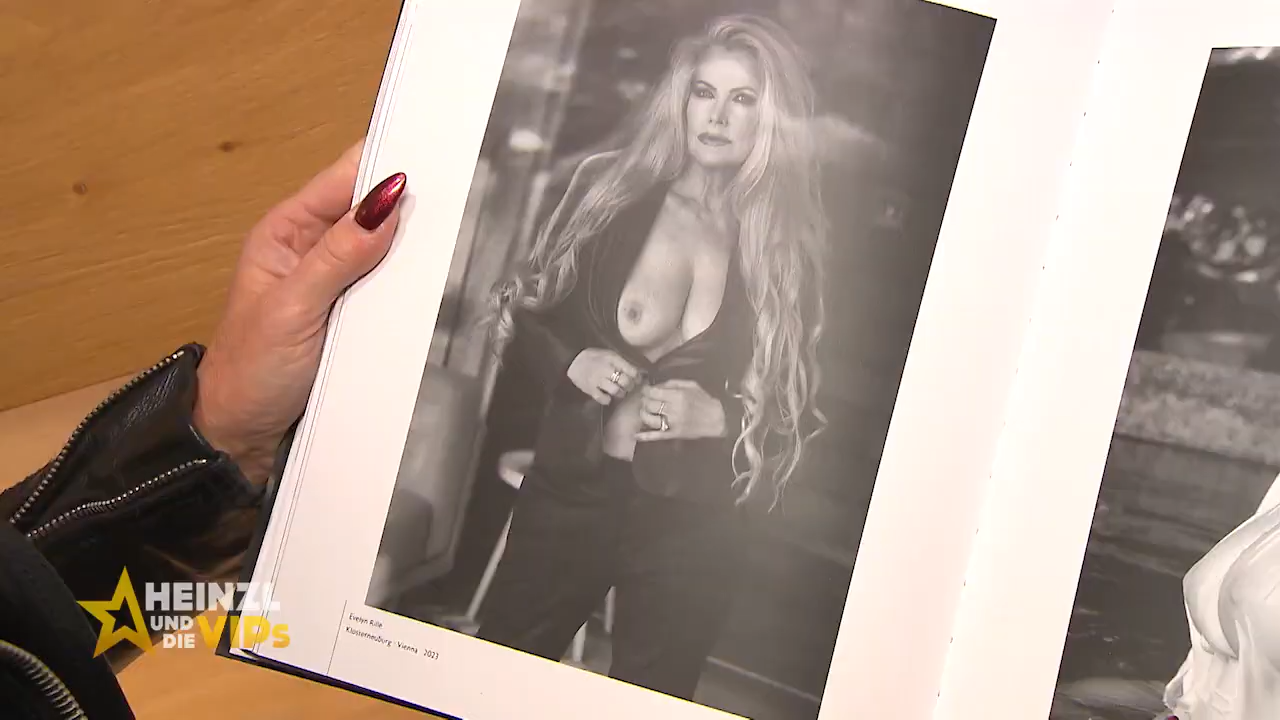 Evelyn Rille
Klosterneuburg · Vienna 2023
HEINZL
UND
DIE VIPs